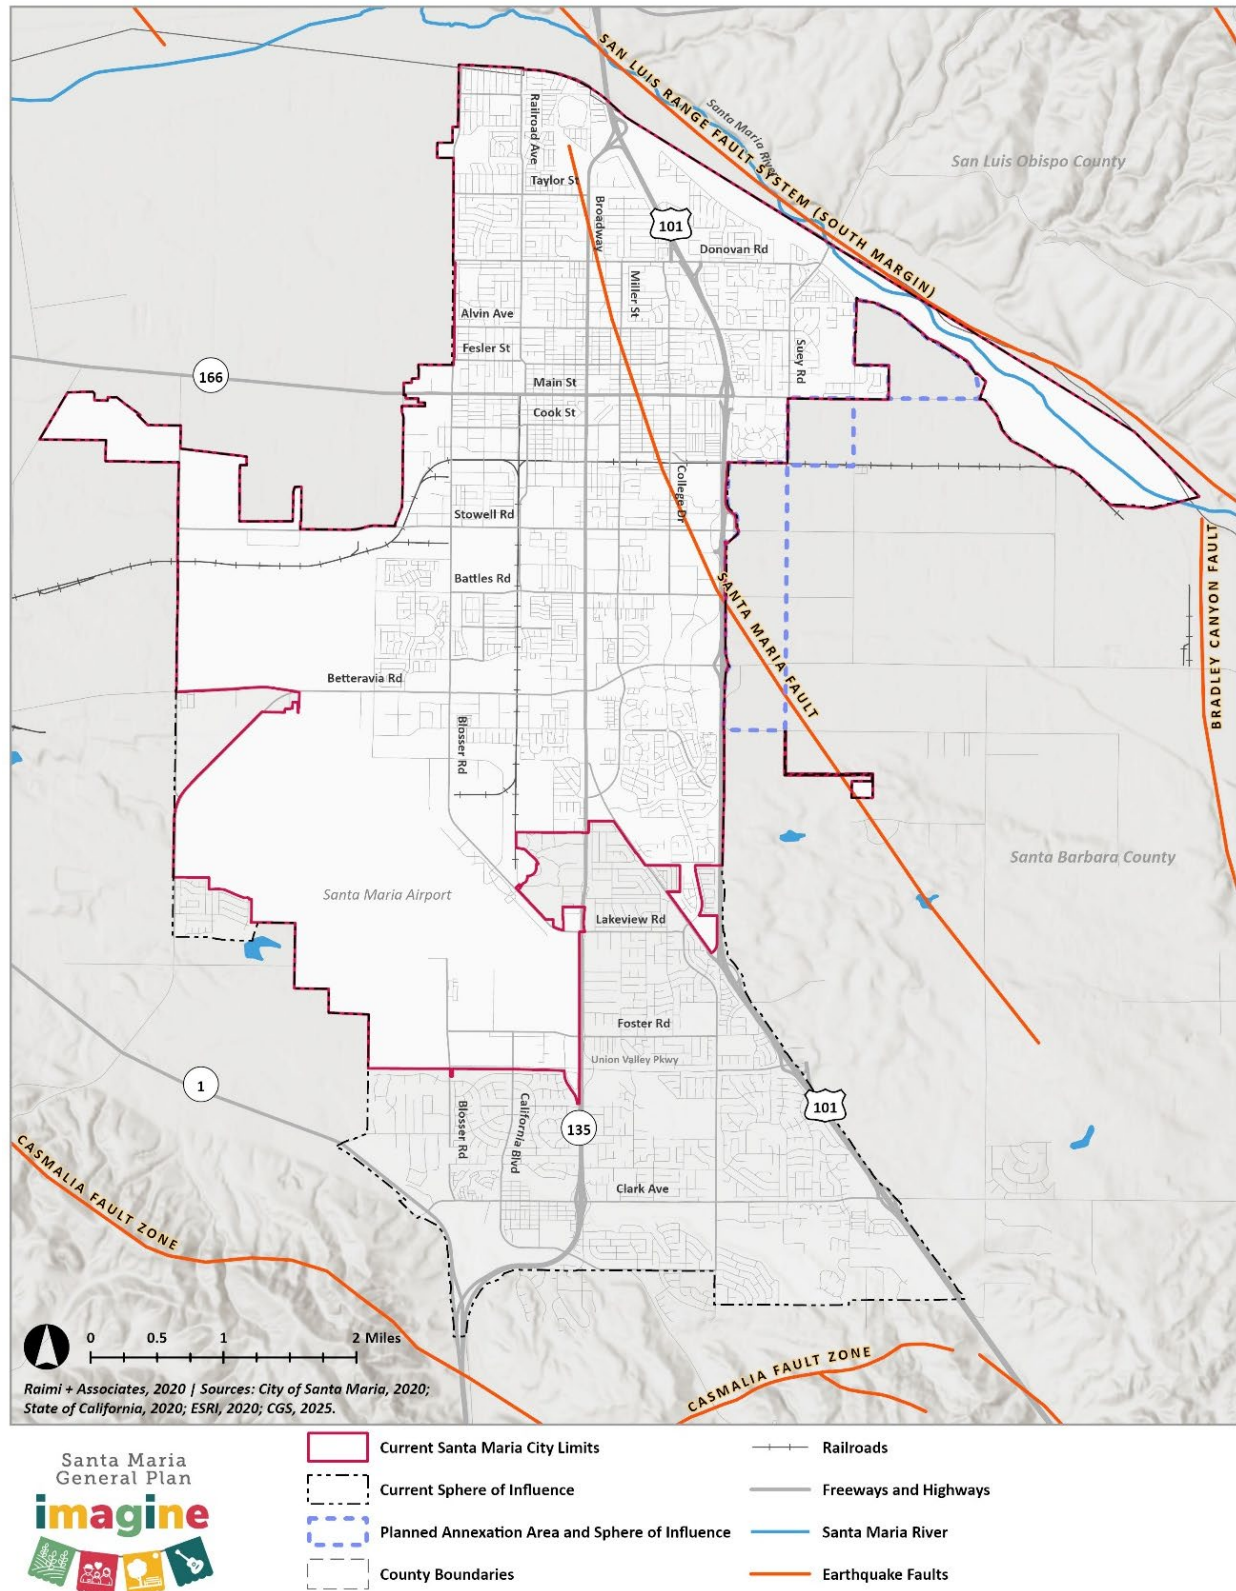 SAN LUIS RANGE FAULT SYSTEM (SOUTH MARGIN)
Santa Maria River
San Luis Obispo County
Railroad Ave
Taylor St
Broadway
101
Donovan Rd
Miller St
Alvin Ave
Fesler St
Suey Rd
166
Main St
Cook St
College Dr
Stowell Rd
Battles Rd
SANTA MARIA FAULT
BRADLEY CANYON FAULT
Betteravia Rd
Blosser Rd
Santa Barbara County
Santa Maria Airport
Lakeview Rd
Foster Rd
Union Valley Pkwy
1
101
Blosser Rd
California Blvd
135
CASMALIA FAULT ZONE
Clark Ave
CASMALIA FAULT ZONE
0 0.5 1 2 Miles
Raimi + Associates, 2020 | Sources: City of Santa Maria, 2020;
State of California, 2020; ESRI, 2020; CGS, 2025.
Santa Maria
General Plan
imagine
Current Santa Maria City Limits
Current Sphere of Influence
Planned Annexation Area and Sphere of Influence
County Boundaries
Railroads
Freeways and Highways
Santa Maria River
Earthquake Faults